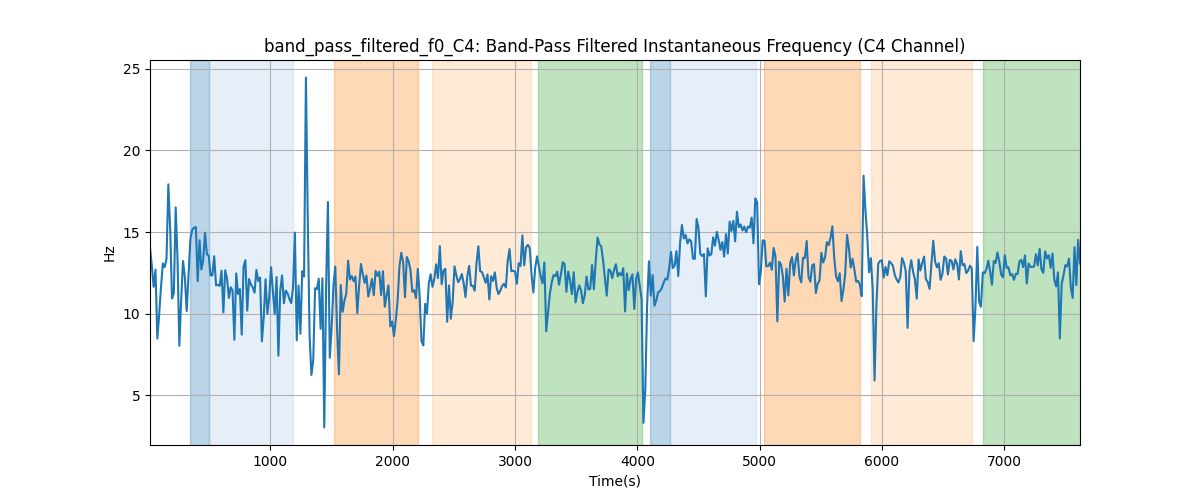 band_pass_filtered_f0_C4: Band-Pass Filtered Instantaneous Frequency (C4 Channel)
25
20
15
10
5
Hz
1000 2000 3000 4000 5000 6000 7000
Time(s)